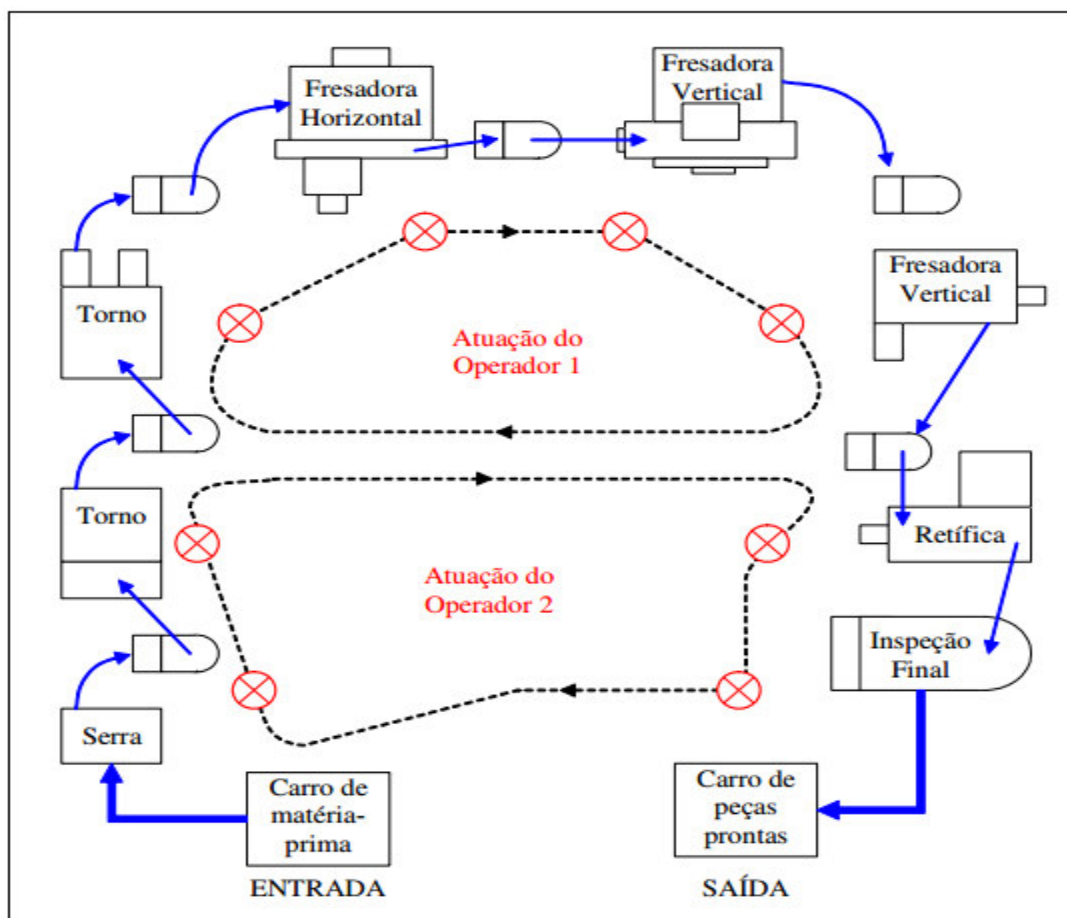 Fresadora
Horizontal
Fresadora
Vertical
Torno
Fresadora
Vertical
Atuação do
Operador 1
Torno
Retífica
Atuação do
Operador 2
Inspeção
Final
Serra
Carro de
matéria-
prima
Carro de
peças
prontas
ENTRADA
SAÍDA